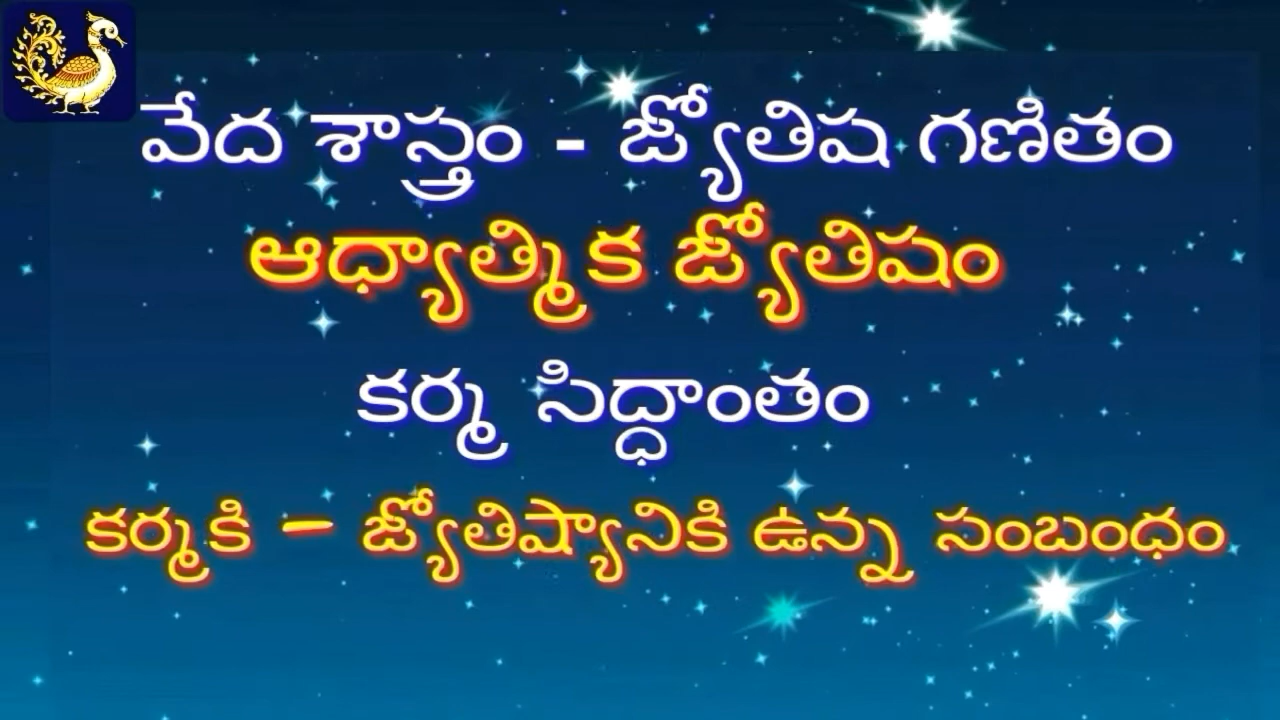 వేద శాస్త్రం - జ్యోతిష గణితం
ఆధ్యాత్మిక జ్యోతిషం
కర్మ సిద్ధాంతం
కర్మకి – జ్యోతిష్యానికి ఉన్న సంబంధం